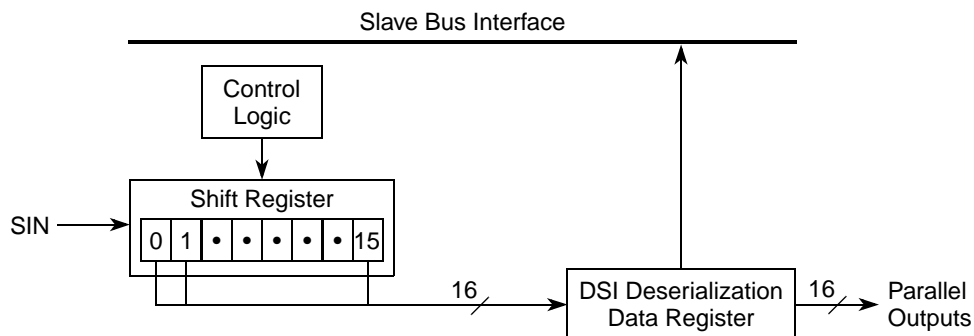 Slave Bus Interface
Control
Logic
Shift Register
SIN
0 1 • • • • • 15
16
DSI Deserialization
Data Register
16
Parallel
Outputs